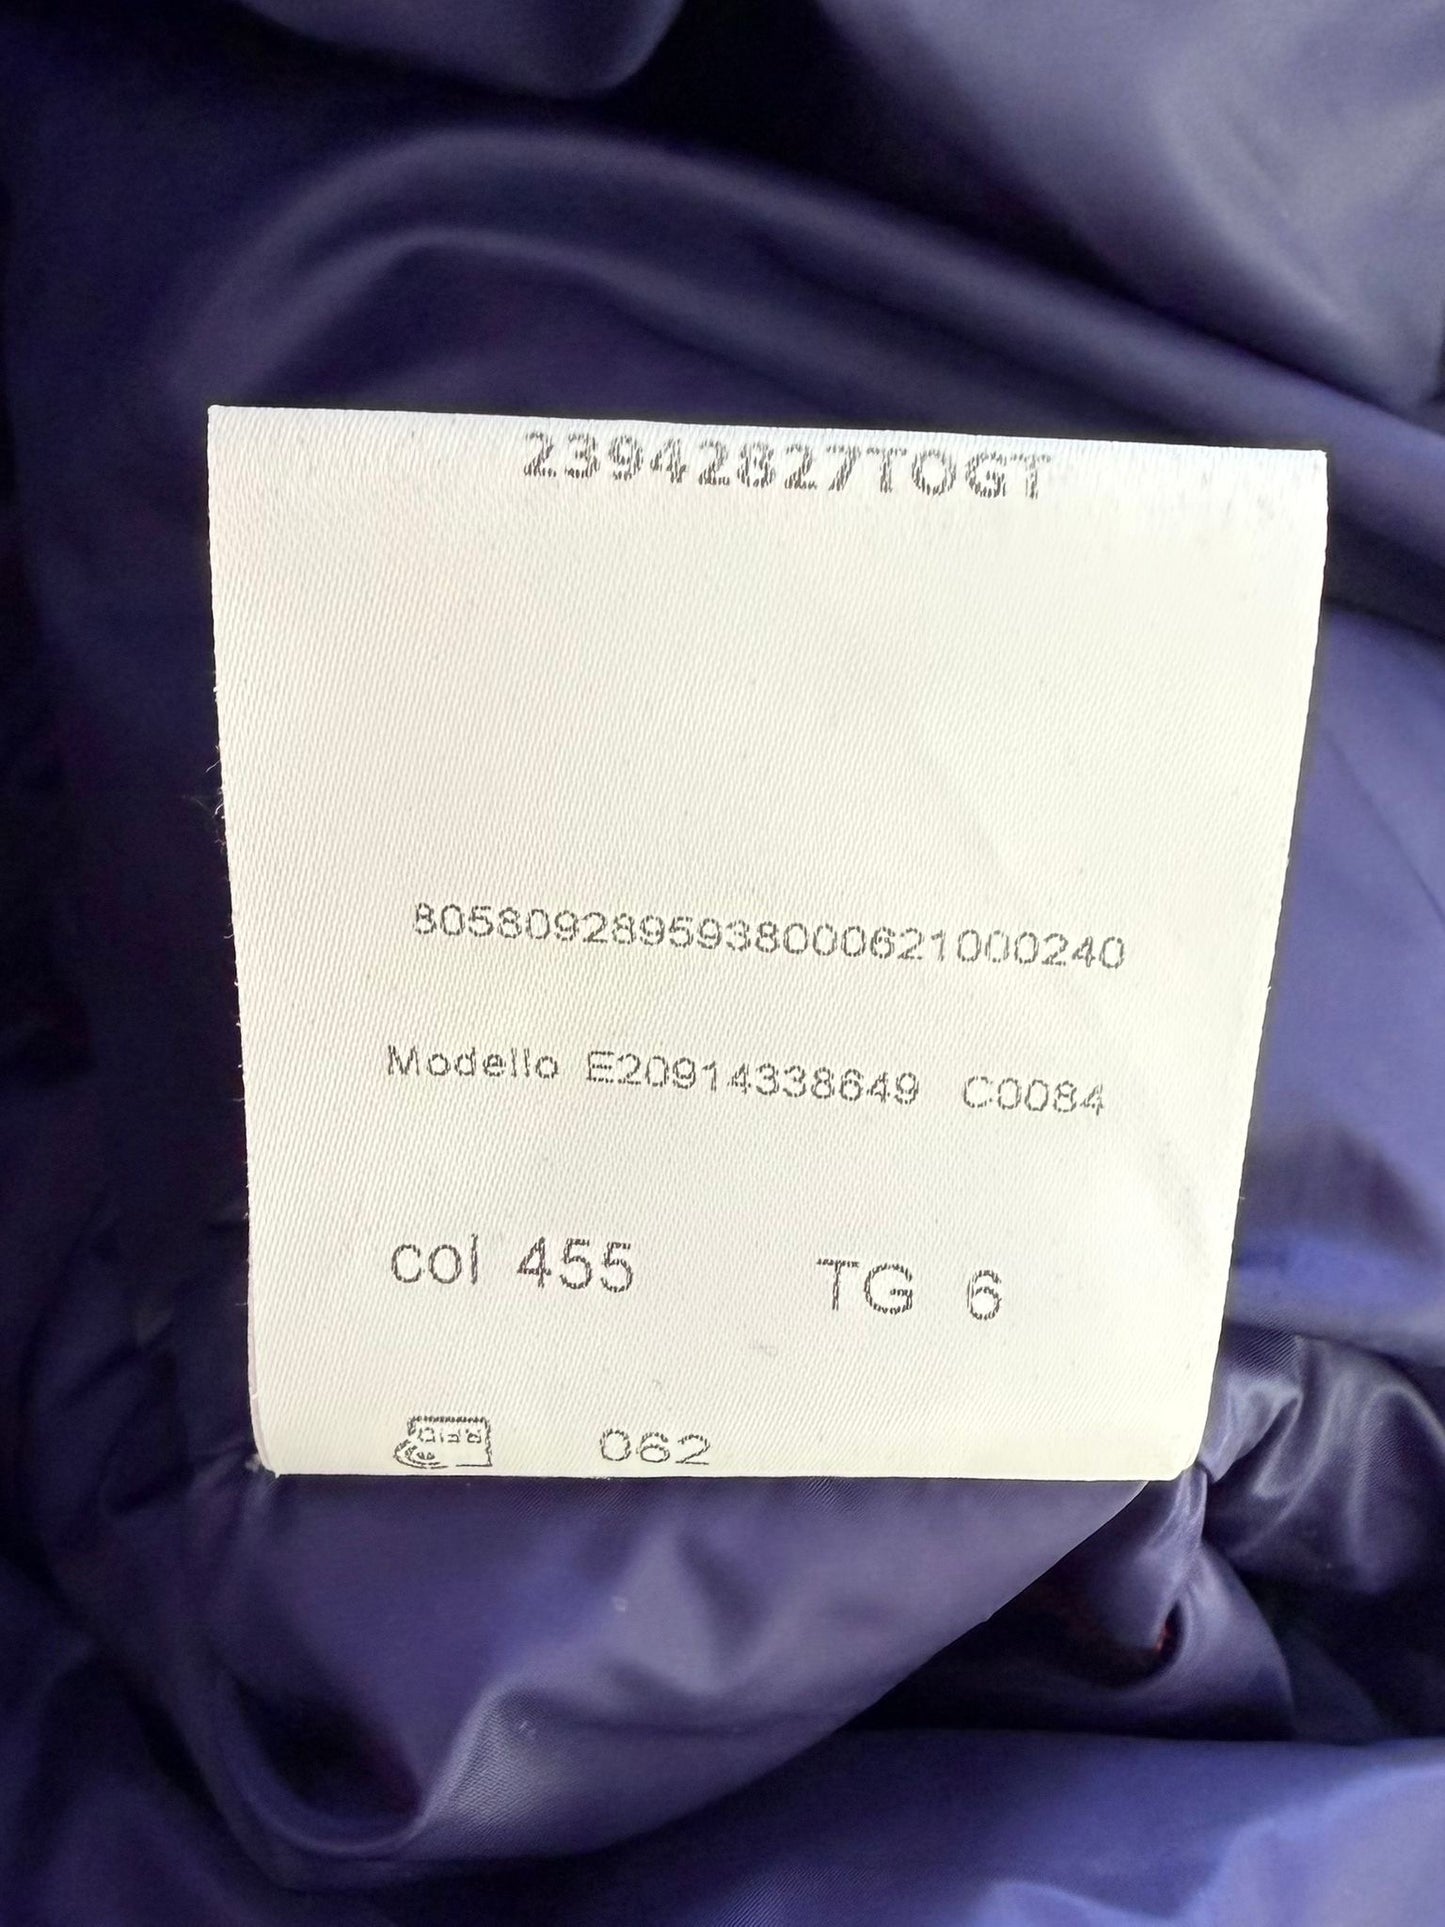 23942827TOGT
8058092895938000621000240
Modello E20914338649 C0084
col 455 TG 6
RFID 062